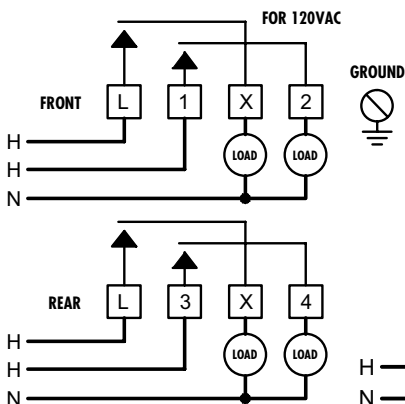 FOR 120VAC
GROUND
FRONT L 1 X 2
H LOAD LOAD
H
N
REAR L 3 X 4
H LOAD LOAD
H H
N N